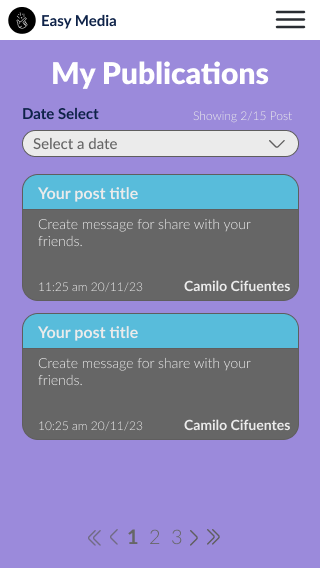 Easy Media
My Publications
Date Select
Showing 2/15 Post
Select a date
Your post title
Create message for share with your
friends.
11:25 am 20/11/23 Camilo Cifuentes
Your post title
Create message for share with your
friends.
10:25 am 20/11/23 Camilo Cifuentes
1 2 3